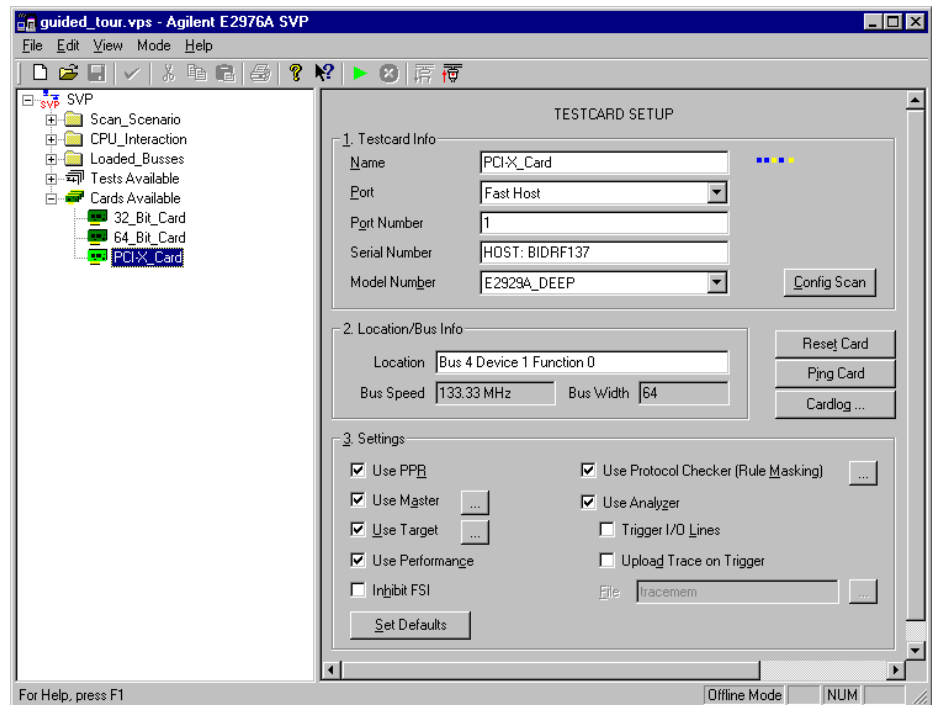 guided_tour.vps - Agilent E2976A SVP
File Edit View Mode Help
SVP
Scan_Scenario
CPU_Interaction
Loaded_Busses
Tests Available
Cards Available
32_Bit_Card
64_Bit_Card
PCI-X_Card
TESTCARD SETUP
1. Testcard Info
Name PCI-X_Card
Port Fast Host
Port Number 1
Serial Number HOST: BIDRF137
Model Number E2929A_DEEP Config Scan
2. Location/Bus Info
Location Bus 4 Device 1 Function 0
Bus Speed 133.33 MHz Bus Width 64
Reset Card
Ping Card
Cardlog ...
3. Settings
Use PPR Use Protocol Checker (Rule Masking) ...
Use Master ... Use Analyzer
Use Target ... Trigger I/O Lines
Use Performance Upload Trace on Trigger
Inhibit FSI File tracemem ...
Set Defaults
For Help, press F1 Offline Mode NUM